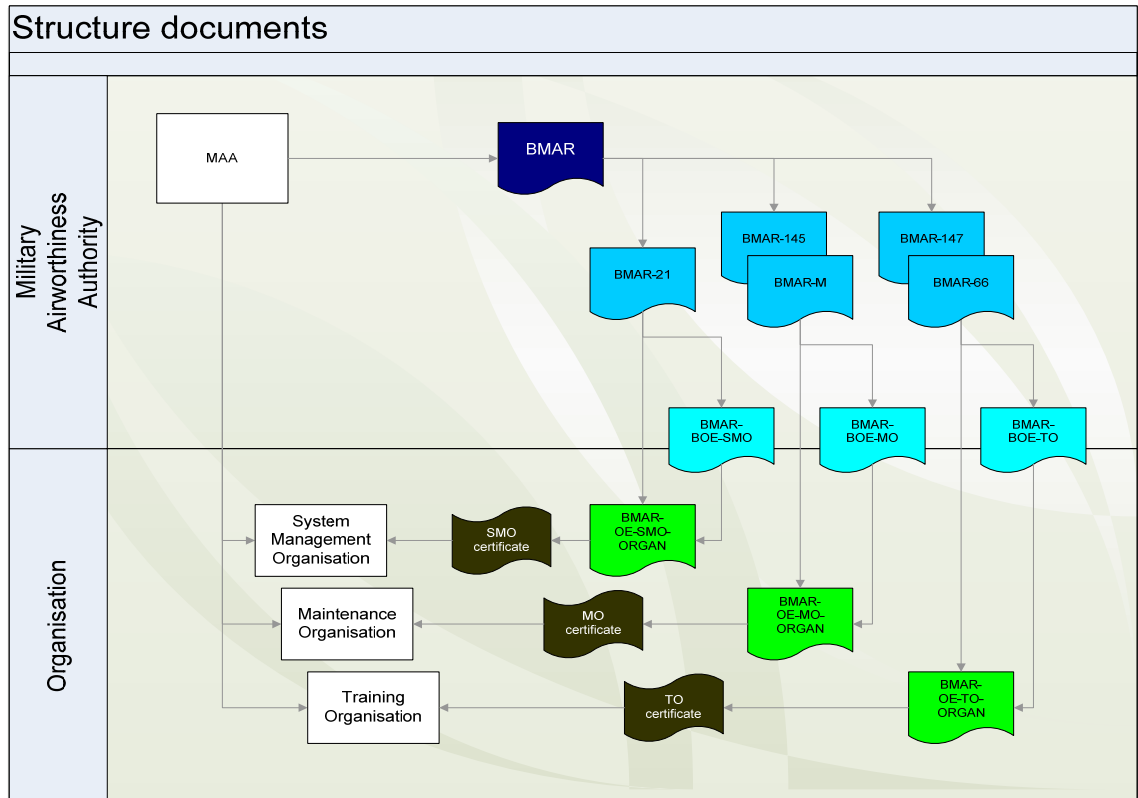 Structure documents
Military
Airworthiness
Authority
MAA
BMAR
BMAR-145
BMAR-147
BMAR-21
BMAR-M
BMAR-66
BMAR-
BOE-SMO
BMAR-
BOE-MO
BMAR-
BOE-TO
Organisation
System
Management
Organisation
SMO
certificate
BMAR-
OE-SMO-
ORGAN
Maintenance
Organisation
MO
certificate
BMAR-
OE-MO-
ORGAN
Training
Organisation
TO
certificate
BMAR-
OE-TO-
ORGAN